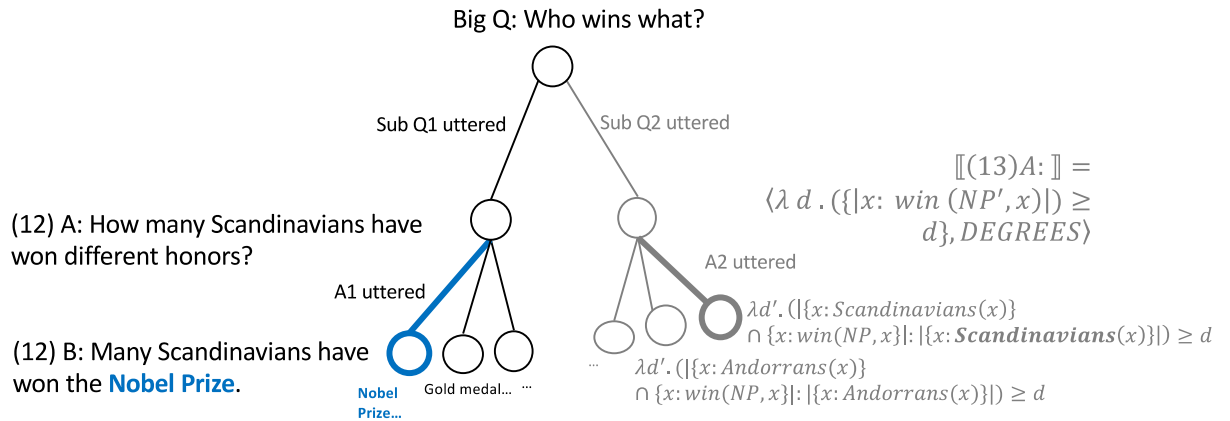 Big Q: Who wins what?
Sub Q1 uttered
Sub Q2 uttered
⟦(13)A: ⟧ =
⟨λ d . ({|x: win (NP′, x)|) ≥
d}, DEGREES⟩
(12) A: How many Scandinavians have
won different honors?
A1 uttered
A2 uttered
(12) B: Many Scandinavians have
won the Nobel Prize.
λd′. (|{x: Scandinavians(x)}
∩ {x: win(NP, x}|: |{x: Scandinavians(x)}|) ≥ d
Nobel
Prize…
Gold medal…
…
…
λd′. (|{x: Andorrans(x)}
∩ {x: win(NP, x}|: |{x: Andorrans(x)}|) ≥ d